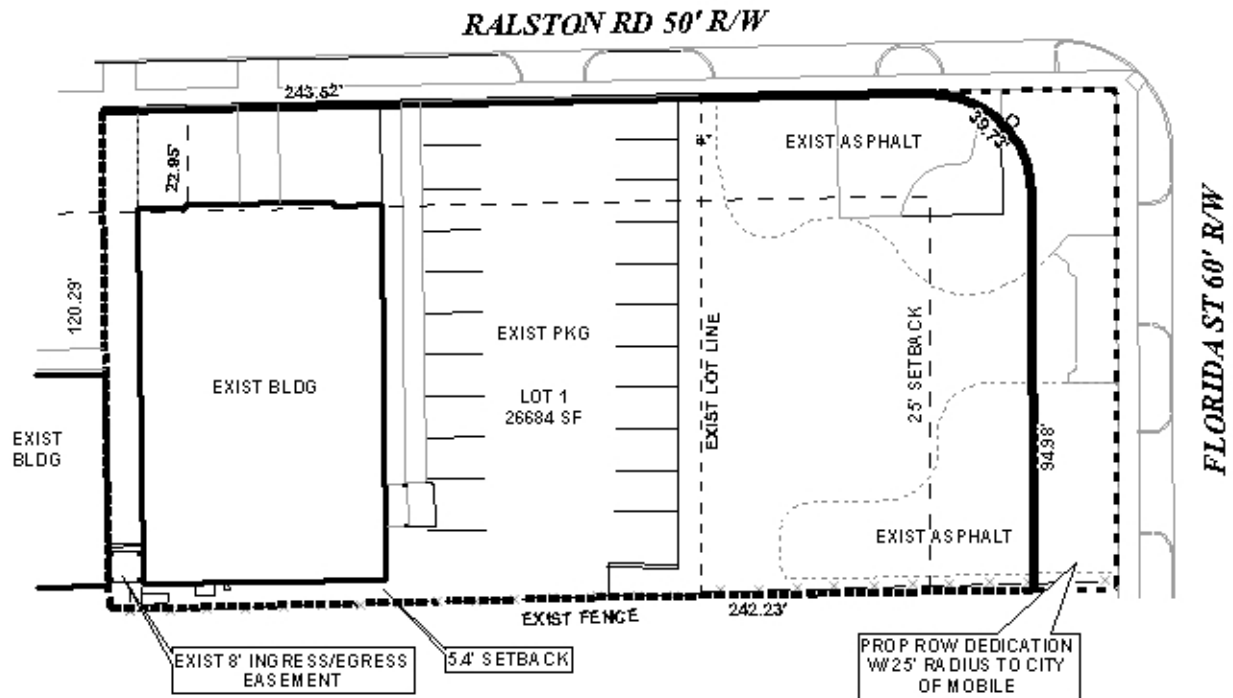 RALSTON RD 50' R/W
243.52'
39.73'
EXIST ASPHALT
22.95'
4'
120.29'
EXIST PKG
EXIST BLDG
LOT 1
26684 SF
EXIST LOT LINE
25' SETBACK
FLORIDA ST 60' R/W
EXIST
BLDG
94.98'
EXIST ASPHALT
242.23'
EXIST FENCE
EXIST 8' INGRESS/EGRESS
EASEMENT
5.4' SETBACK
PROP ROW DEDICATION
W/25' RADIUS TO CITY
OF MOBILE